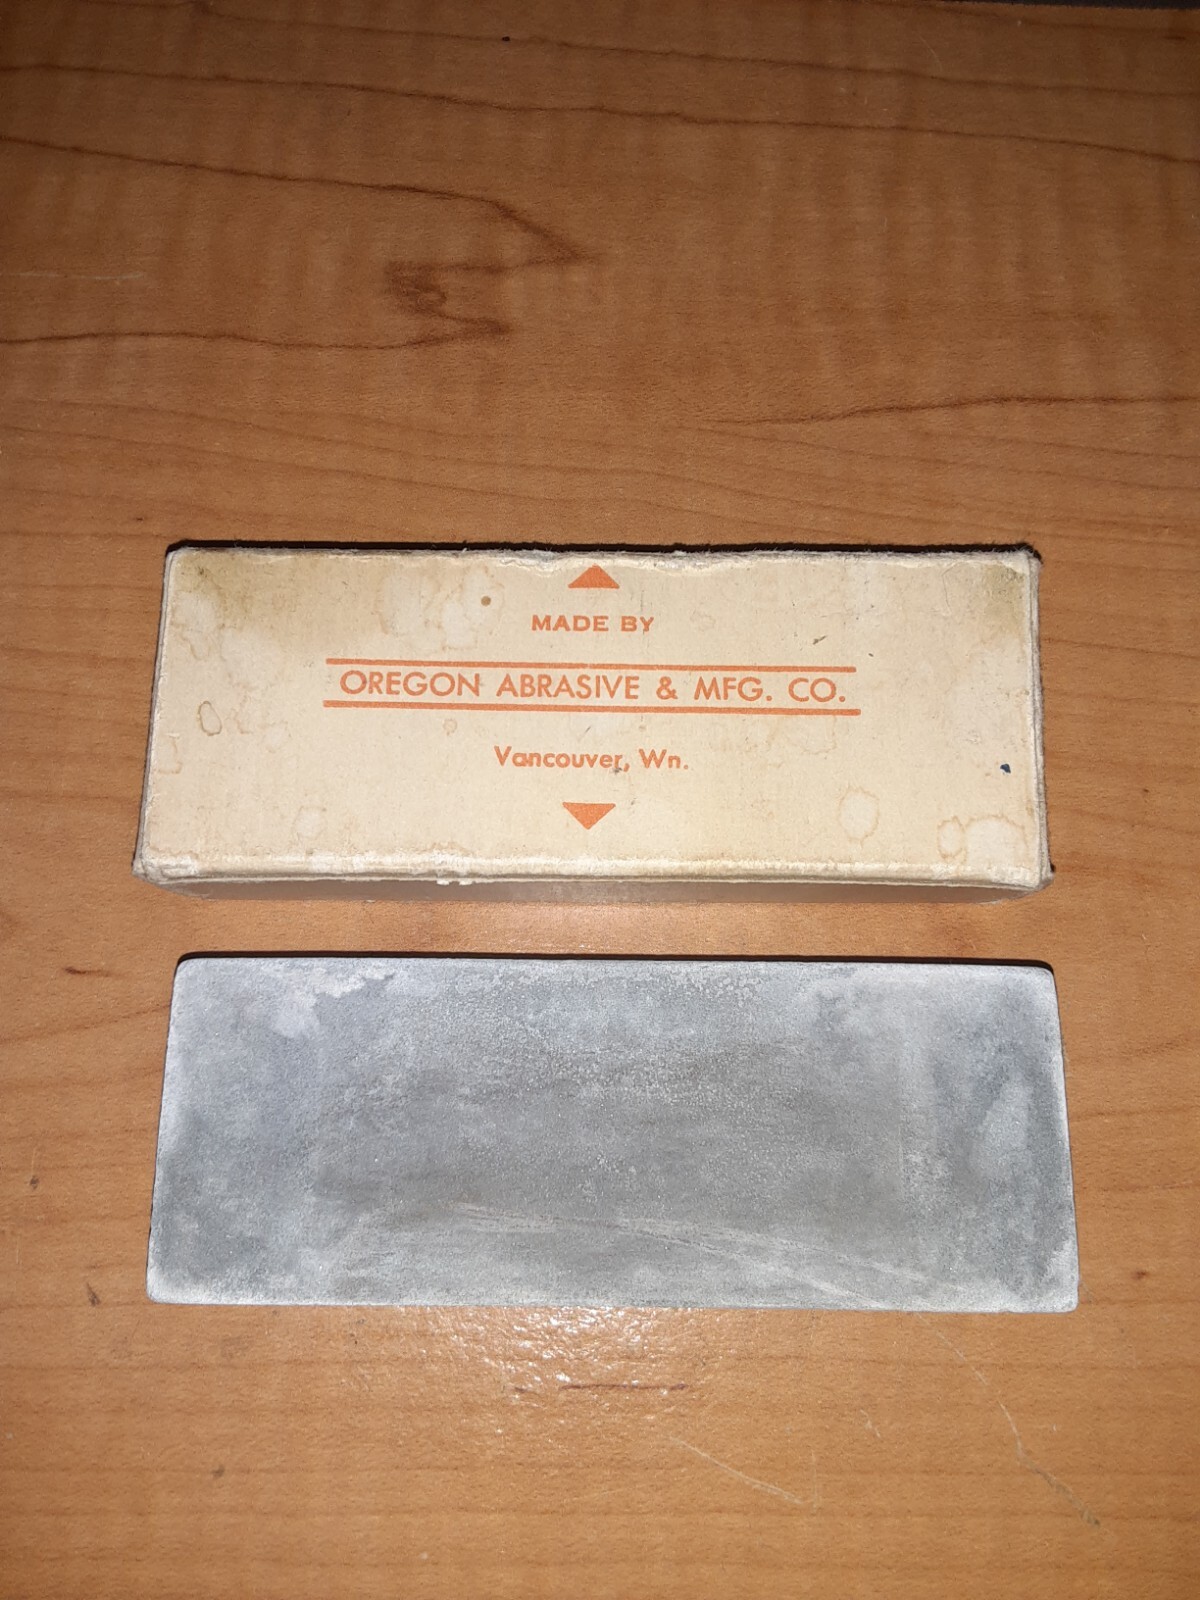 MADE BY
OREGON ABRASIVE & MFG. CO.
Vancouver, Wn.